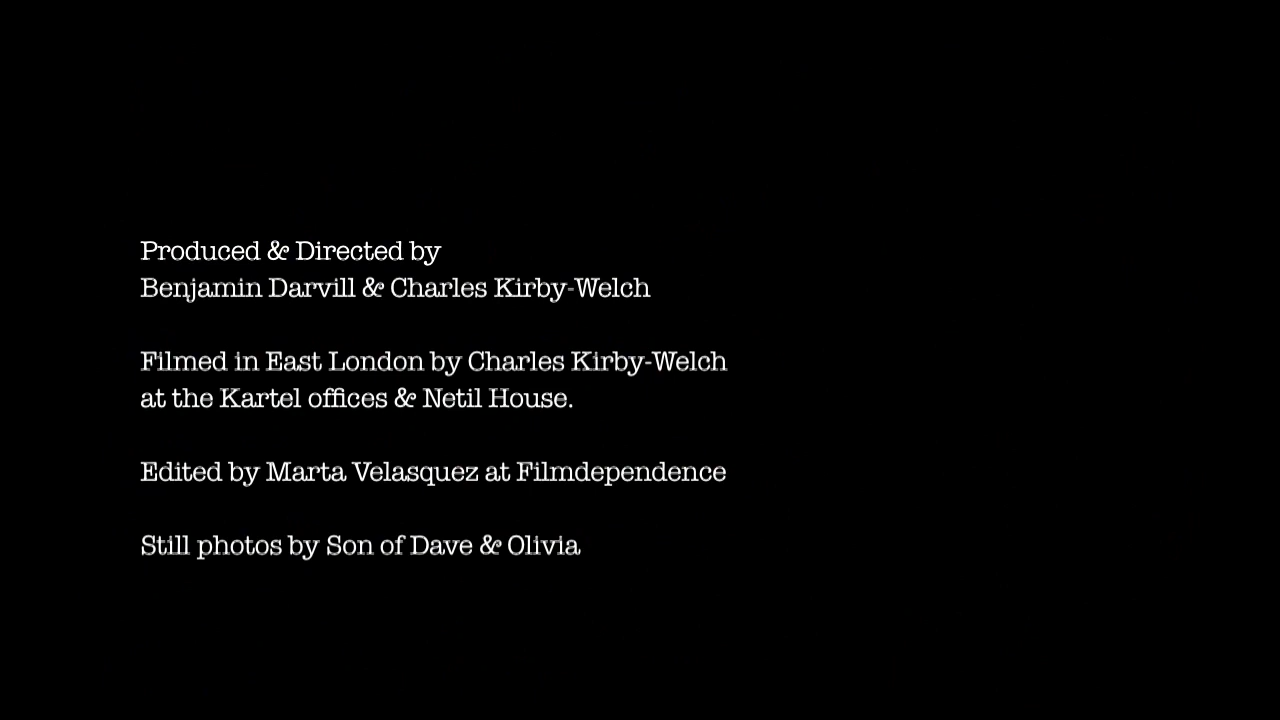 Produced & Directed by
Benjamin Darvill & Charles Kirby-Welch
Filmed in East London by Charles Kirby-Welch
at the Kartel offices & Netil House.
Edited by Marta Velasquez at Filmdependence
Still photos by Son of Dave & Olivia